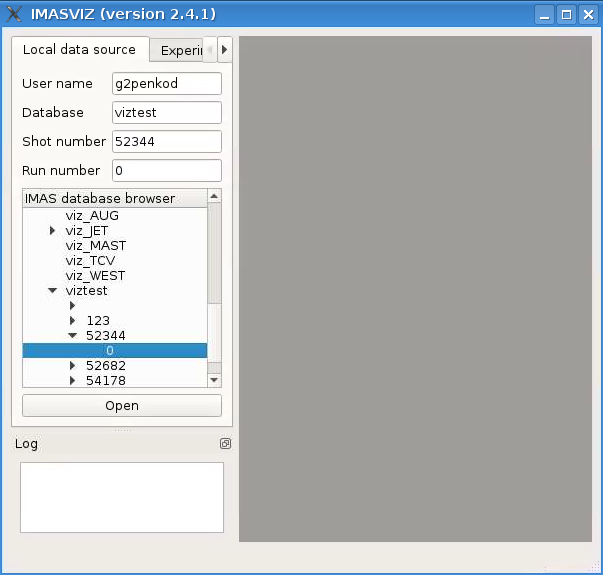 IMASVIZ (version 2.4.1)
Local data source
Experi
User name g2penkod
Database viztest
Shot number 52344
Run number 0
IMAS database browser
viz_AUG
viz_JET
viz_MAST
viz_TCV
viz_WEST
viztest
123
52344
0
52682
54178
Open
Log